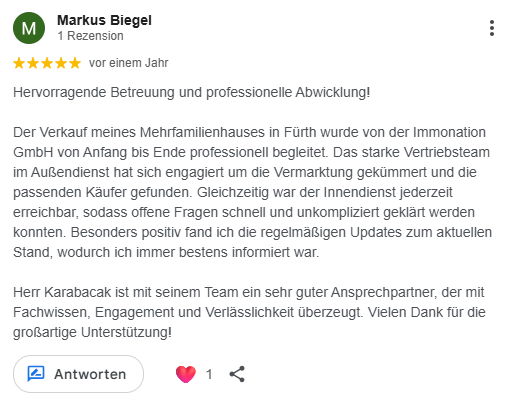 M
Markus Biegel
1 Rezension
vor einem Jahr
Hervorragende Betreuung und professionelle Abwicklung!
Der Verkauf meines Mehrfamilienhauses in Fürth wurde von der Immonation
GmbH von Anfang bis Ende professionell begleitet. Das starke Vertriebsteam
im Außendienst hat sich engagiert um die Vermarktung gekümmert und die
passenden Käufer gefunden. Gleichzeitig war der Innendienst jederzeit
erreichbar, sodass offene Fragen schnell und unkompliziert geklärt werden
konnten. Besonders positiv fand ich die regelmäßigen Updates zum aktuellen
Stand, wodurch ich immer bestens informiert war.
Herr Karabacak ist mit seinem Team ein sehr guter Ansprechpartner, der mit
Fachwissen, Engagement und Verlässlichkeit überzeugt. Vielen Dank für die
großartige Unterstützung!
Antworten
1